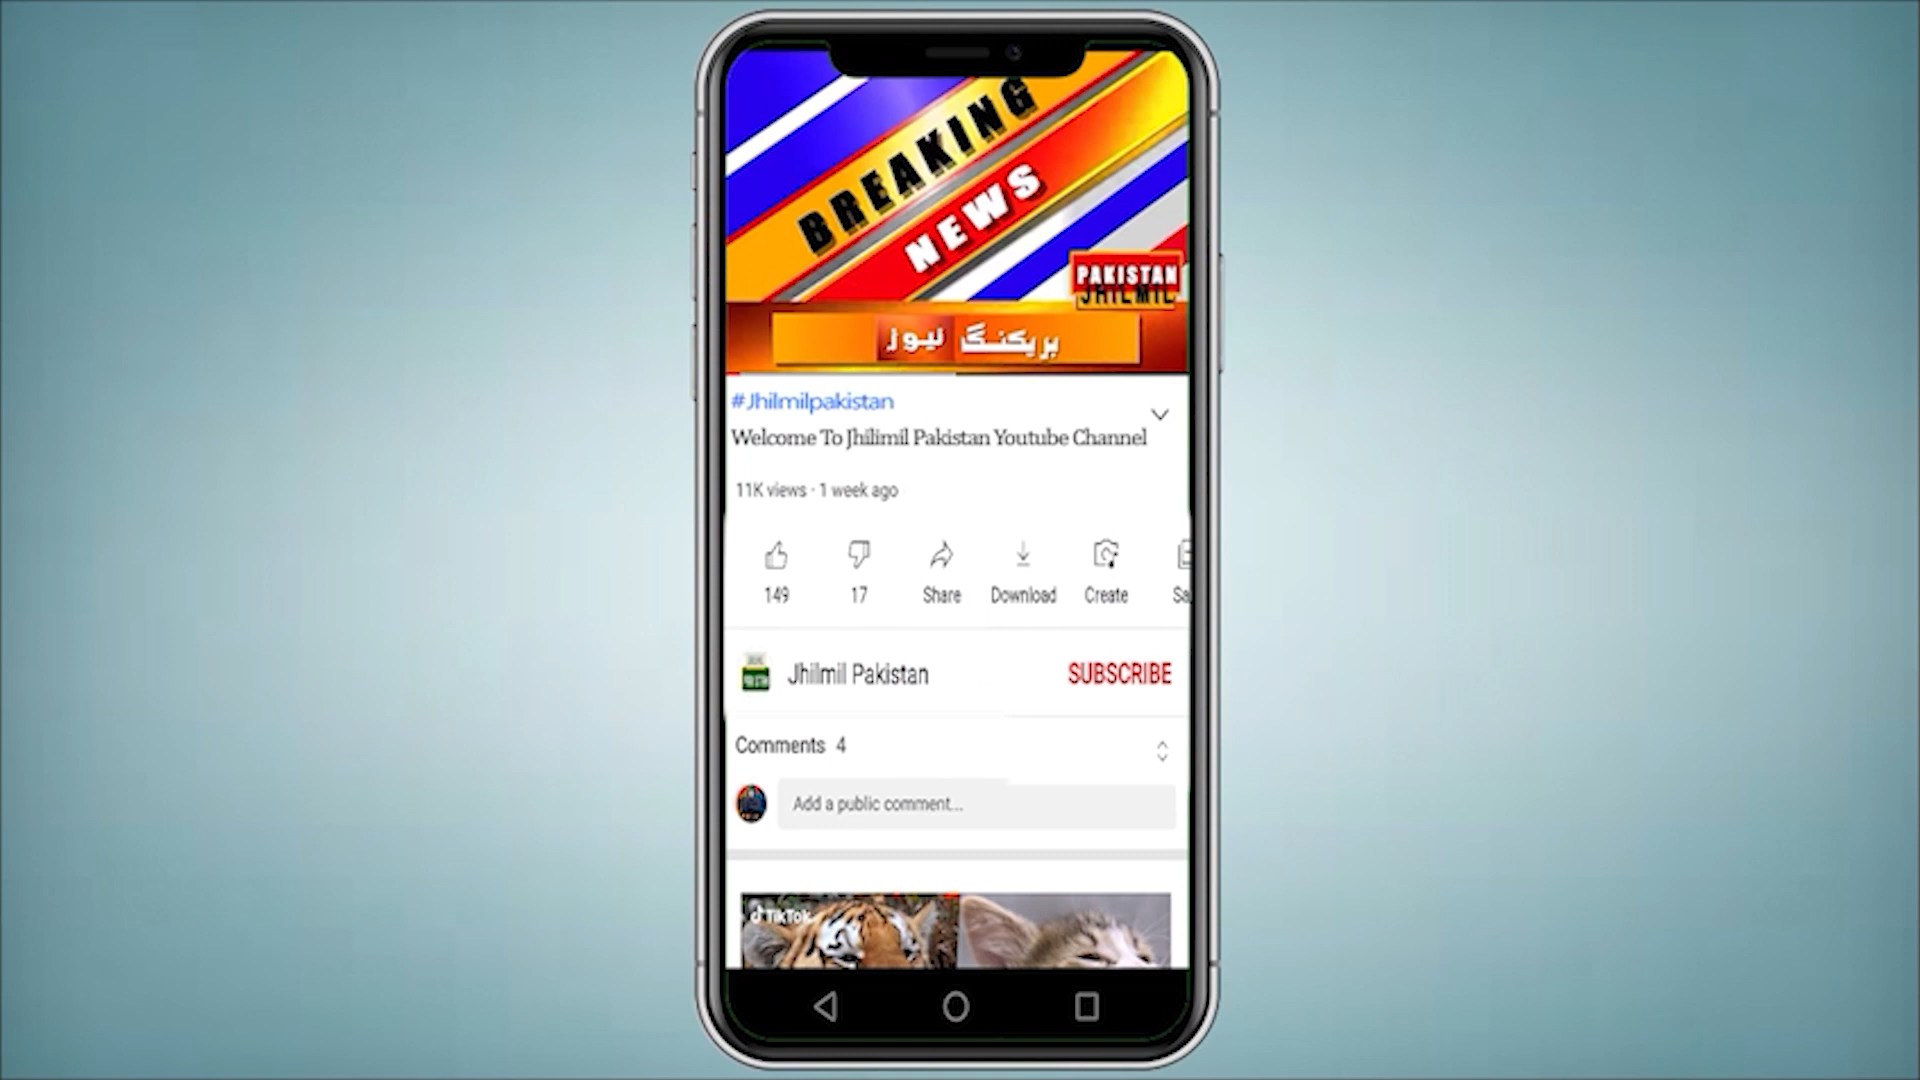 BREAKING
NEWS
PAKISTAN
JHILMIL
بریکنگ نیوز
#Jhilmilpakistan
Welcome To Jhilimil Pakistan Youtube Channel
11K views · 1 week ago
149
17
Share
Download
Create
Sa
Jhilmil Pakistan
SUBSCRIBE
Comments 4
Add a public comment...
TikTok